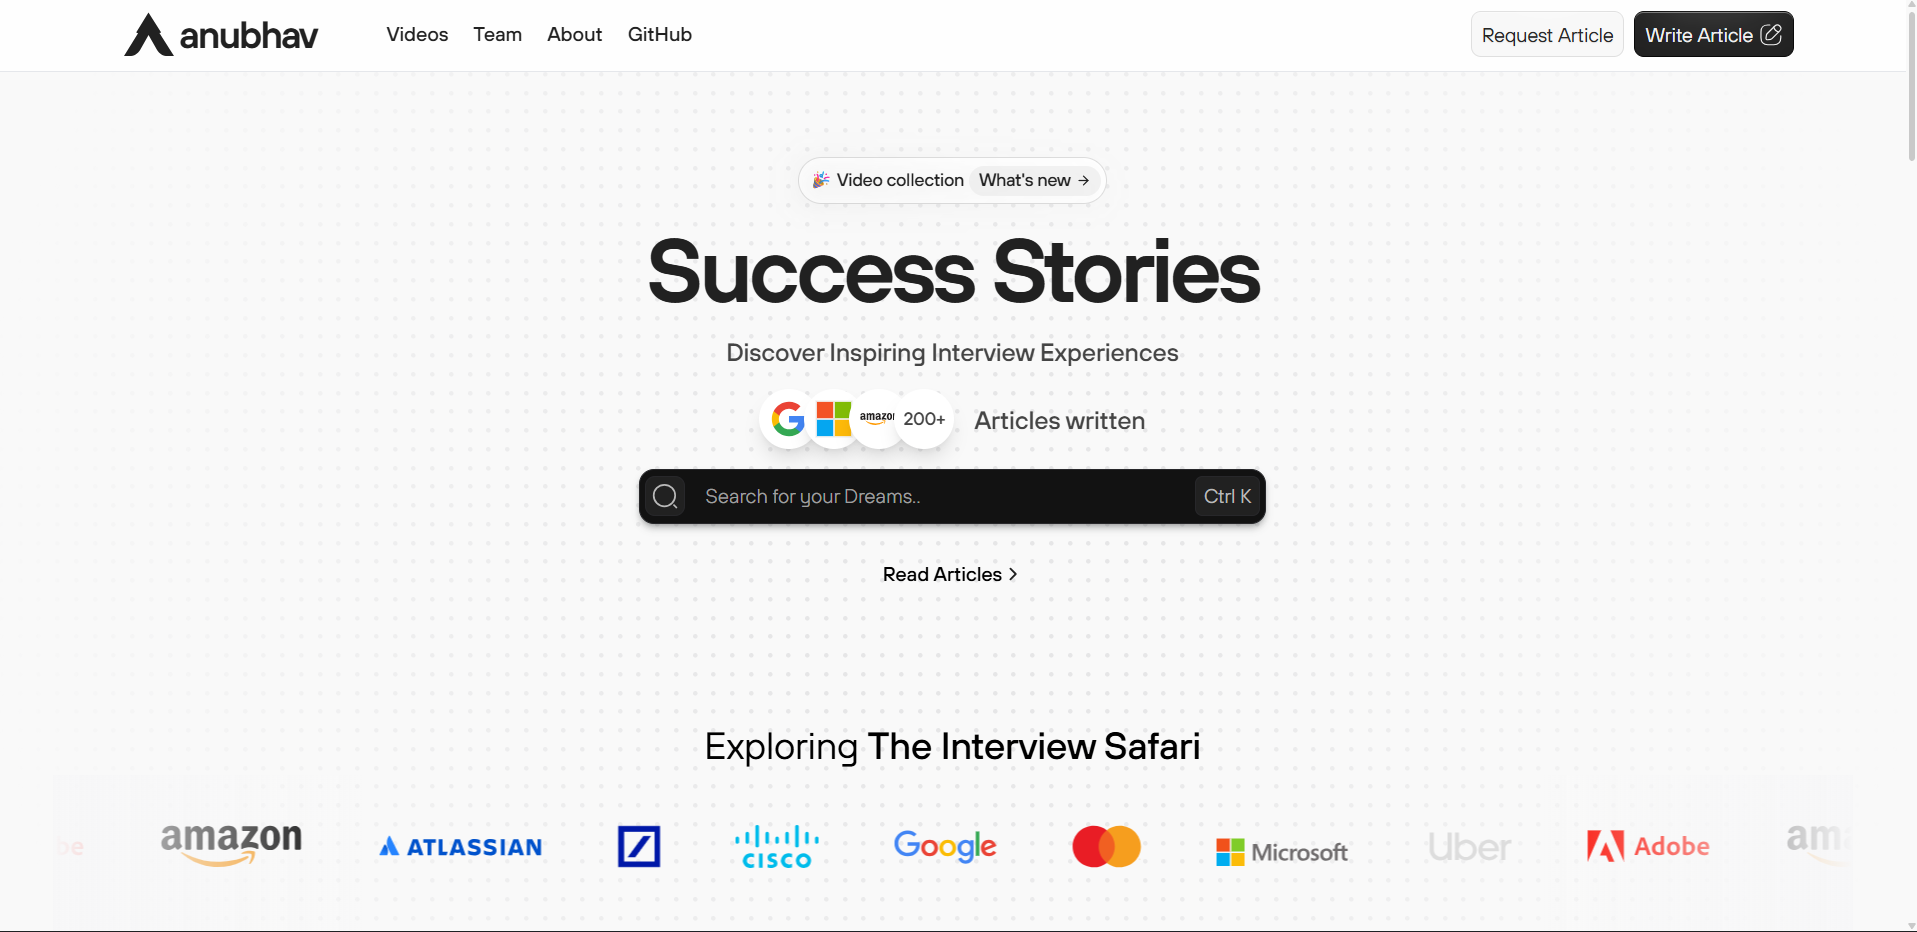 anubhav Videos Team About GitHub Request Article Write Article
🎉 Video collection What's new →
Success Stories
Discover Inspiring Interview Experiences
amazon 200+ Articles written
Search for your Dreams.. Ctrl K
Read Articles >
Exploring The Interview Safari
be amazon ATLASSIAN CISCO Google Microsoft Uber Adobe am